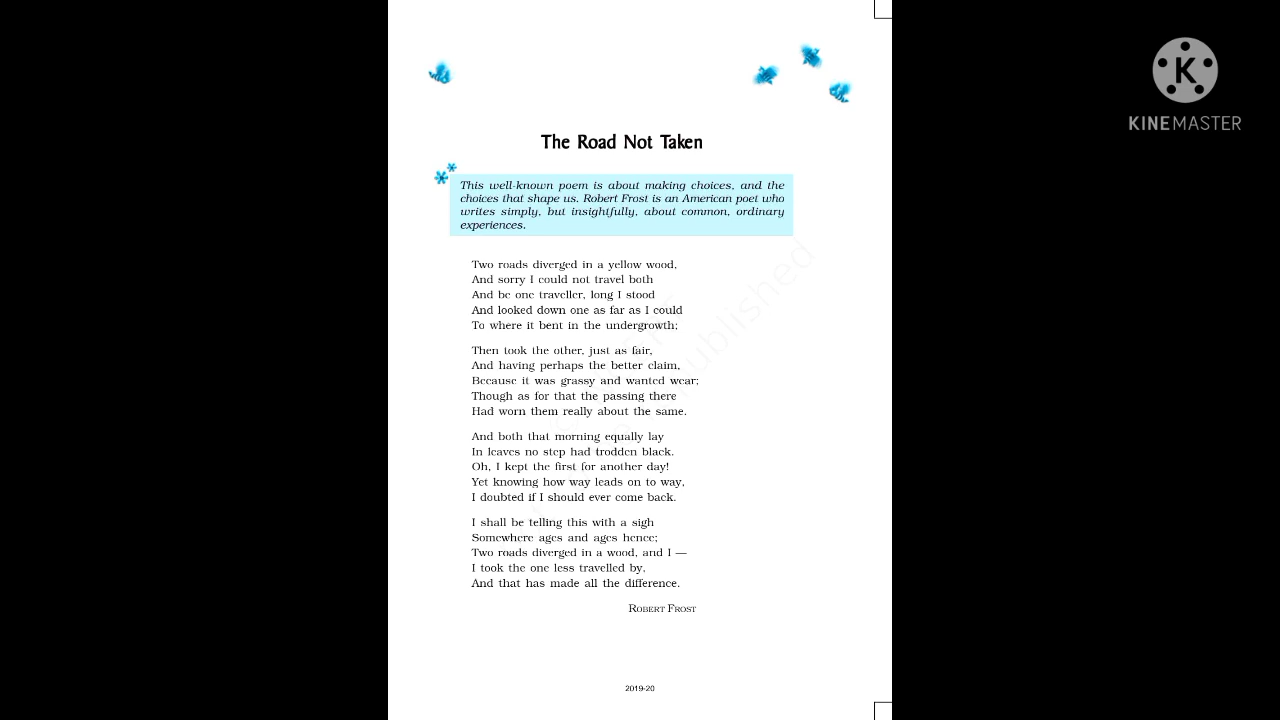 KINEMASTER
The Road Not Taken
This well-known poem is about making choices, and the
choices that shape us. Robert Frost is an American poet who
writes simply, but insightfully, about common, ordinary
experiences.
Two roads diverged in a yellow wood,
And sorry I could not travel both
And be one traveller, long I stood
And looked down one as far as I could
To where it bent in the undergrowth;
Then took the other, just as fair,
And having perhaps the better claim,
Because it was grassy and wanted wear;
Though as for that the passing there
Had worn them really about the same.
And both that morning equally lay
In leaves no step had trodden black.
Oh, I kept the first for another day!
Yet knowing how way leads on to way,
I doubted if I should ever come back.
I shall be telling this with a sigh
Somewhere ages and ages hence;
Two roads diverged in a wood, and I —
I took the one less travelled by,
And that has made all the difference.
ROBERT FROST
2019-20